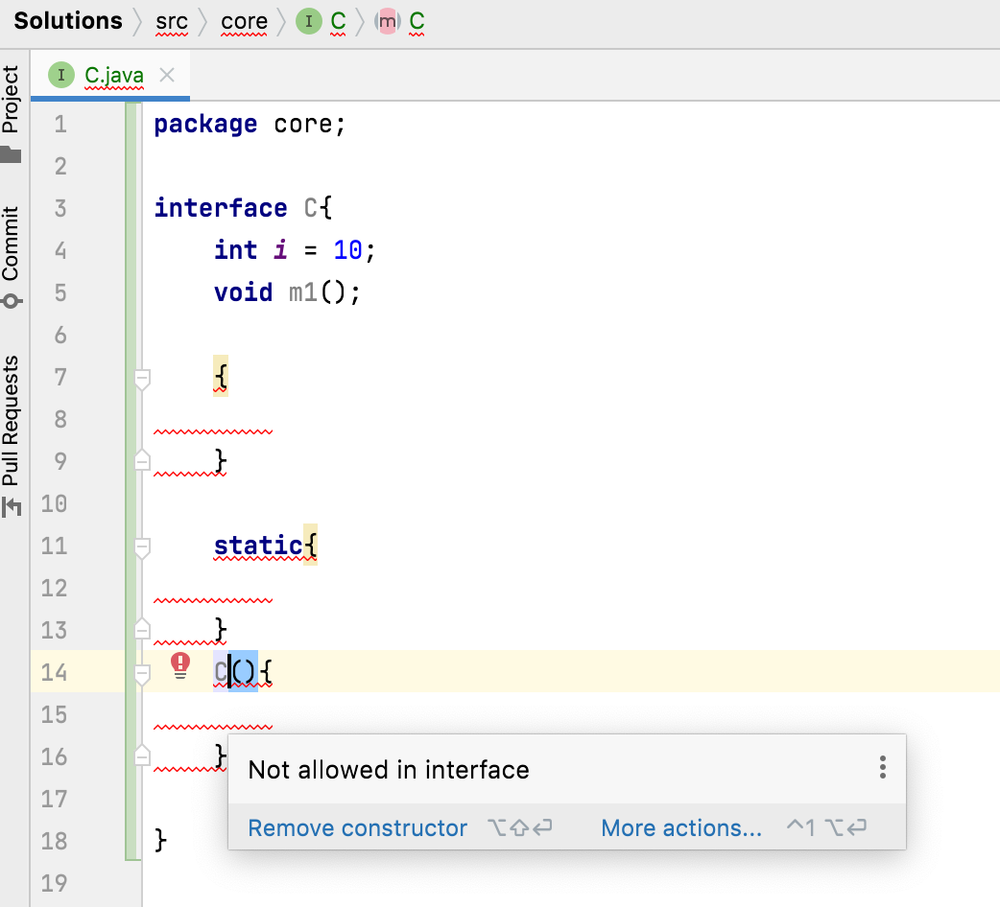 Solutions src core I C m C
I C.java
Project
Commit
Pull Requests
1 package core;
2
3 interface C{
4     int i = 10;
5     void m1();
6
7     {
8
9     }
10
11     static{
12
13     }
14     C(){
15
16     }
17
18 }
19
Not allowed in interface
Remove constructor ⌥⇧⏎ More actions... ^1 ⌥⏎